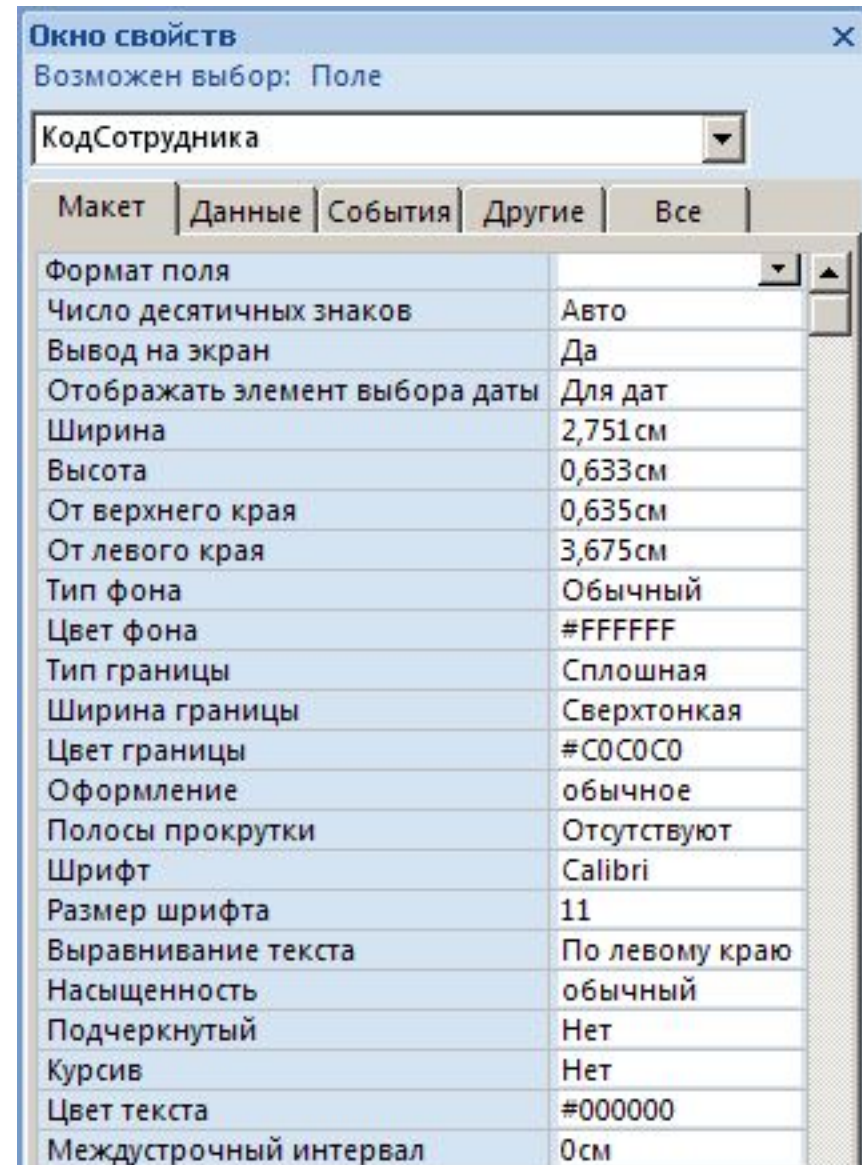 Окно свойств
Возможен выбор: Поле
КодСотрудника
Макет Данные События Другие Все
Формат поля
Число десятичных знаков Авто
Вывод на экран Да
Отображать элемент выбора даты Для дат
Ширина 2,751см
Высота 0,633см
От верхнего края 0,635см
От левого края 3,675см
Тип фона Обычный
Цвет фона #FFFFFF
Тип границы Сплошная
Ширина границы Сверхтонкая
Цвет границы #C0C0C0
Оформление обычное
Полосы прокрутки Отсутствуют
Шрифт Calibri
Размер шрифта 11
Выравнивание текста По левому краю
Насыщенность обычный
Подчеркнутый Нет
Курсив Нет
Цвет текста #000000
Междустрочный интервал 0см